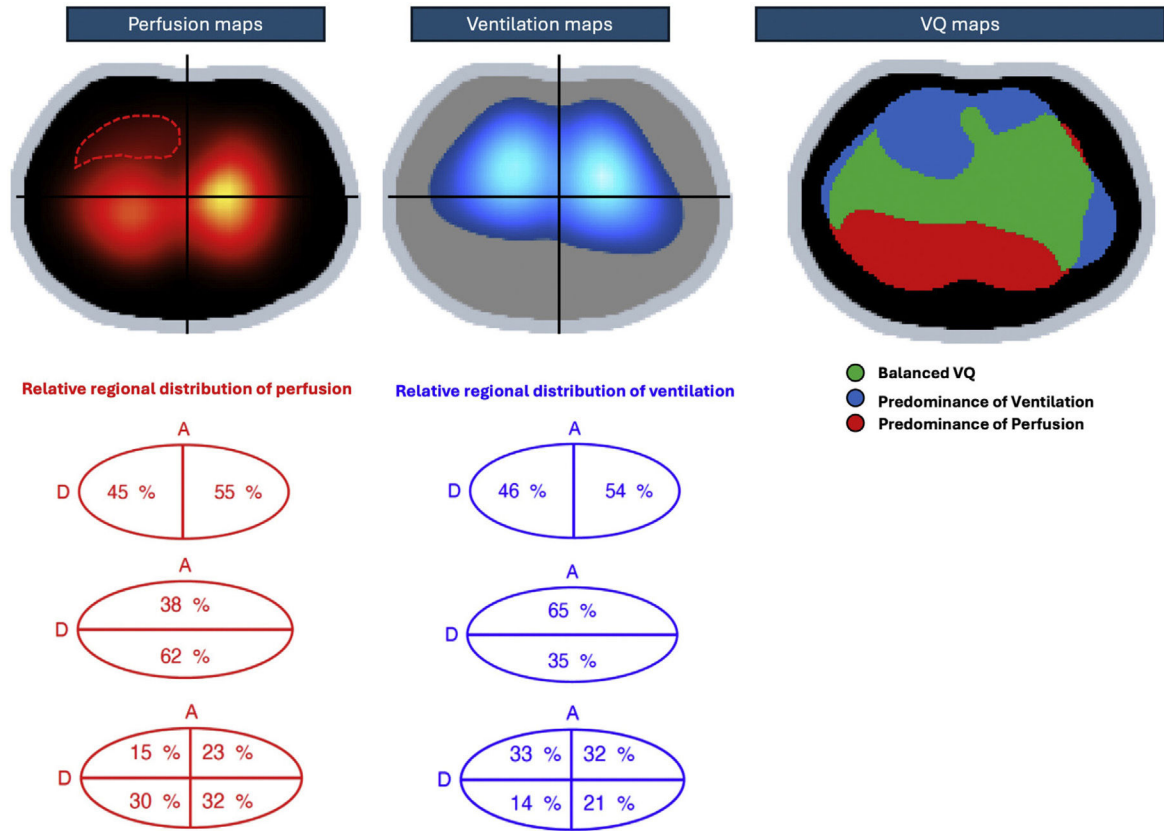 Perfusion maps
Ventilation maps
VQ maps
Relative regional distribution of perfusion
Relative regional distribution of ventilation
Balanced VQ
Predominance of Ventilation
Predominance of Perfusion
A
D
45 %
55 %
A
D
46 %
54 %
A
D
38 %
62 %
A
D
65 %
35 %
A
D
15 %
23 %
30 %
32 %
A
D
33 %
32 %
14 %
21 %